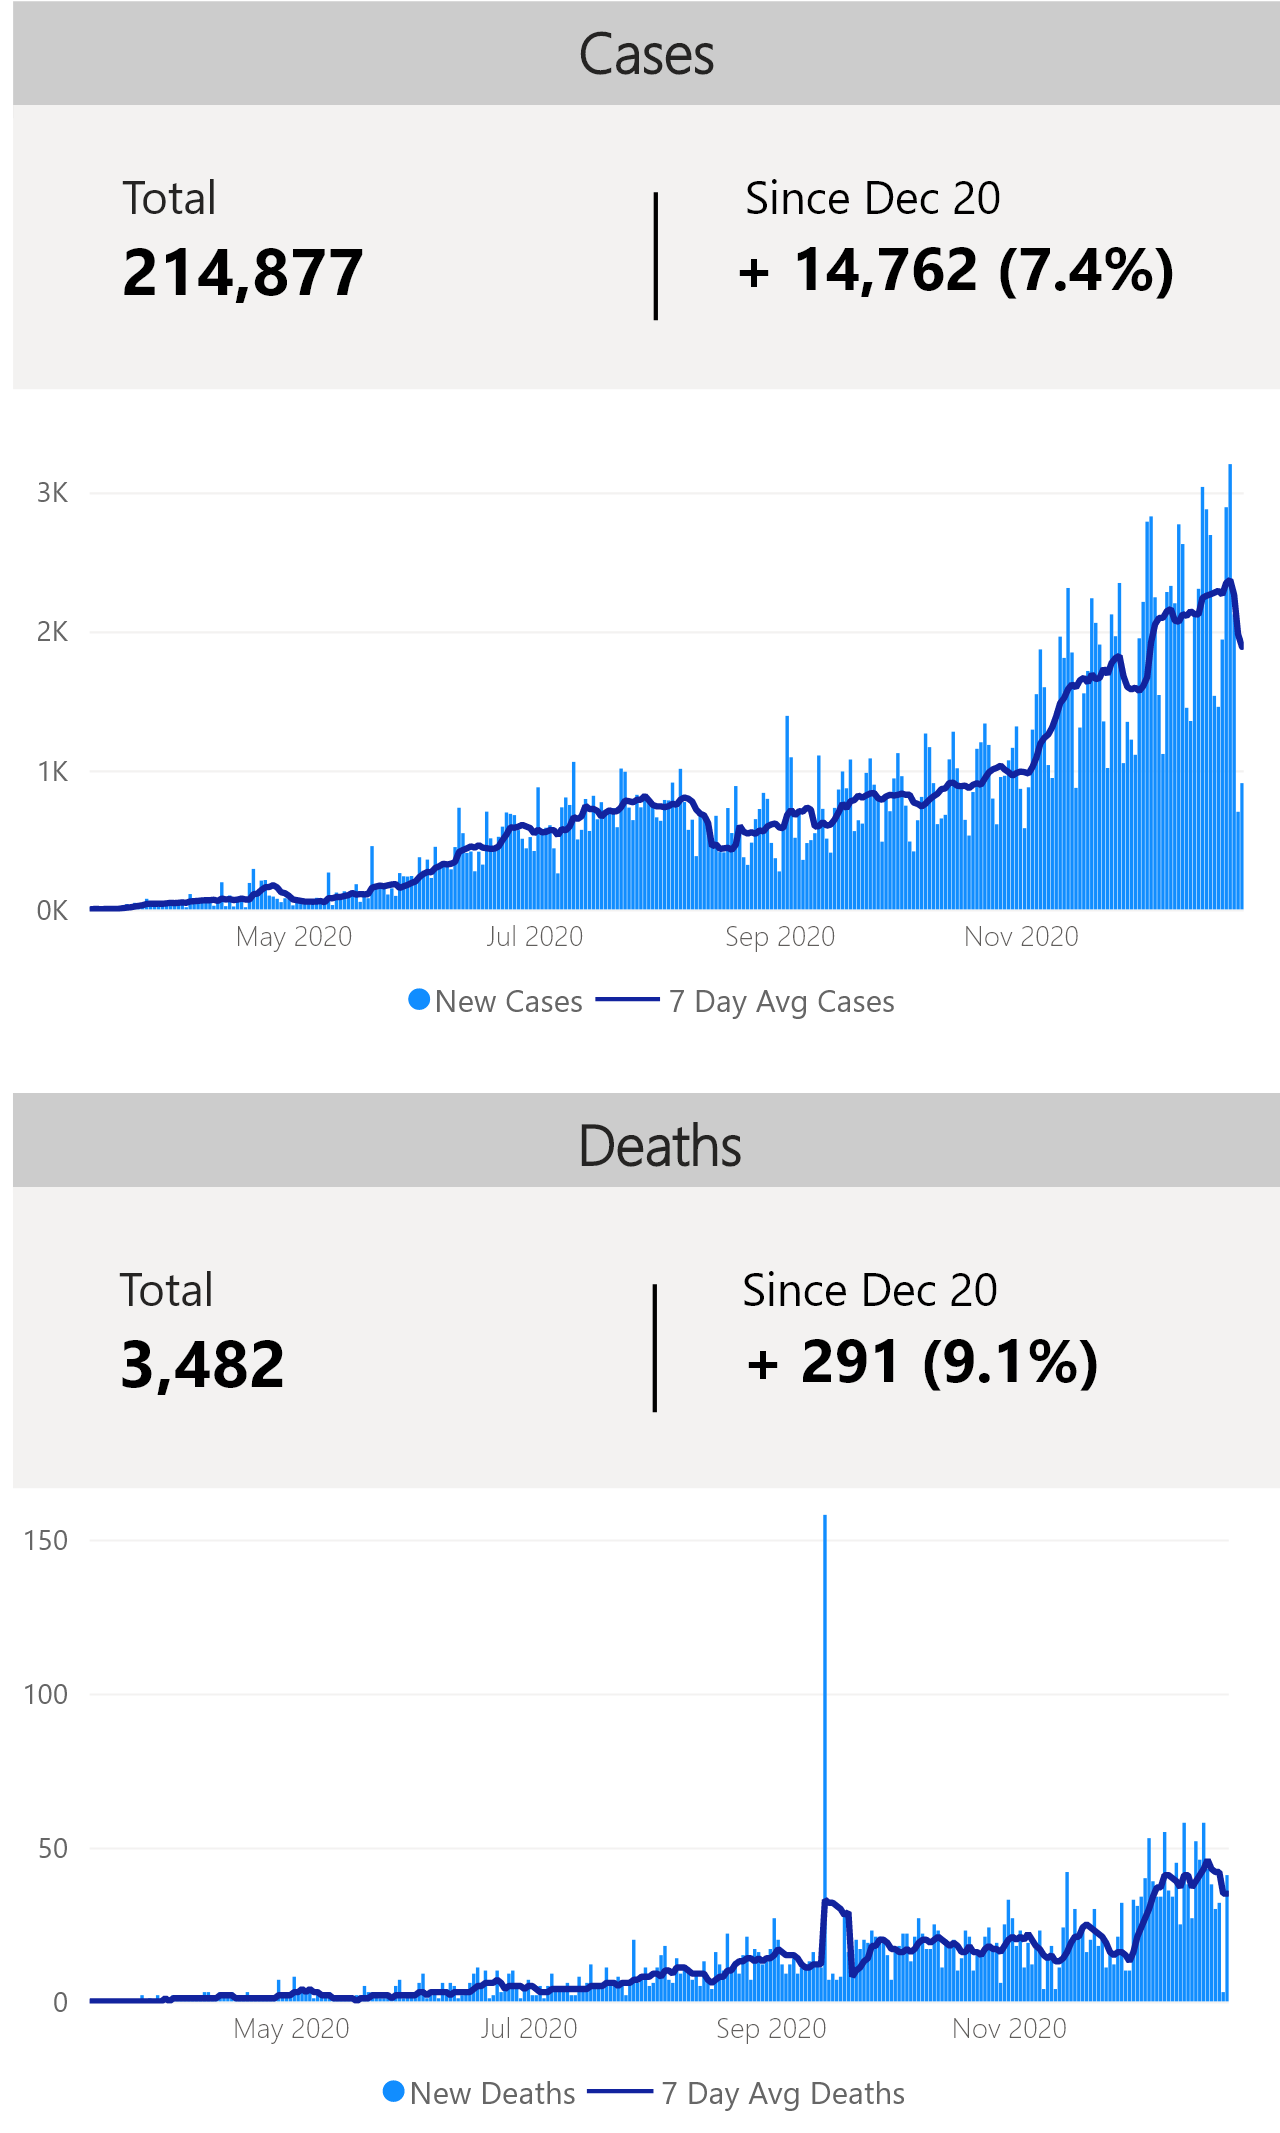 Cases
Total
Since Dec 20
214,877
+ 14,762 (7.4%)
3K
2K
1K
0K
May 2020
Jul 2020
Sep 2020
Nov 2020
New Cases
7 Day Avg Cases
Deaths
Total
Since Dec 20
3,482
+ 291 (9.1%)
150
100
50
0
May 2020
Jul 2020
Sep 2020
Nov 2020
New Deaths
7 Day Avg Deaths